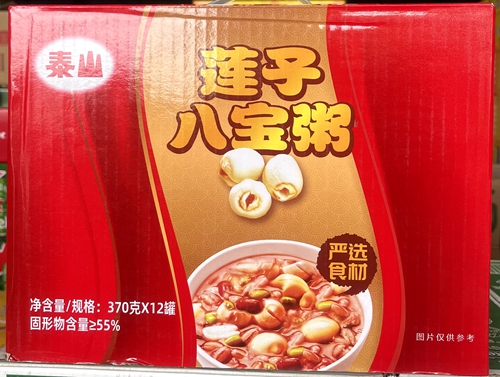 泰山
莲子
八宝粥
严选
食材
净含量/规格：370克X12罐
固形物含量≥55%
图片仅供参考